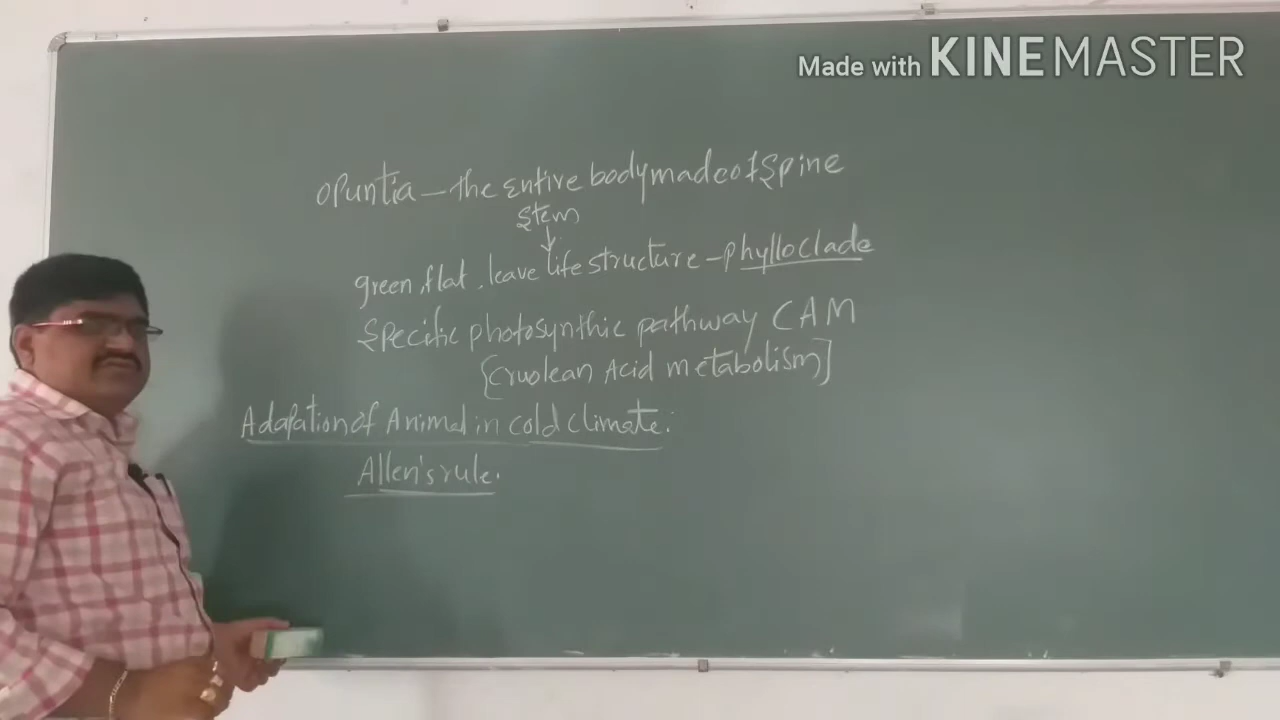 Made with KINEMASTER
Opuntia - the Entire body made of Spine
Stem
green, flat, leave life structure - phylloclade
Specific photosynthic pathway CAM
{cruolean Acid metabolism]
Adapation of Animal in cold climate:
Allen's rule.